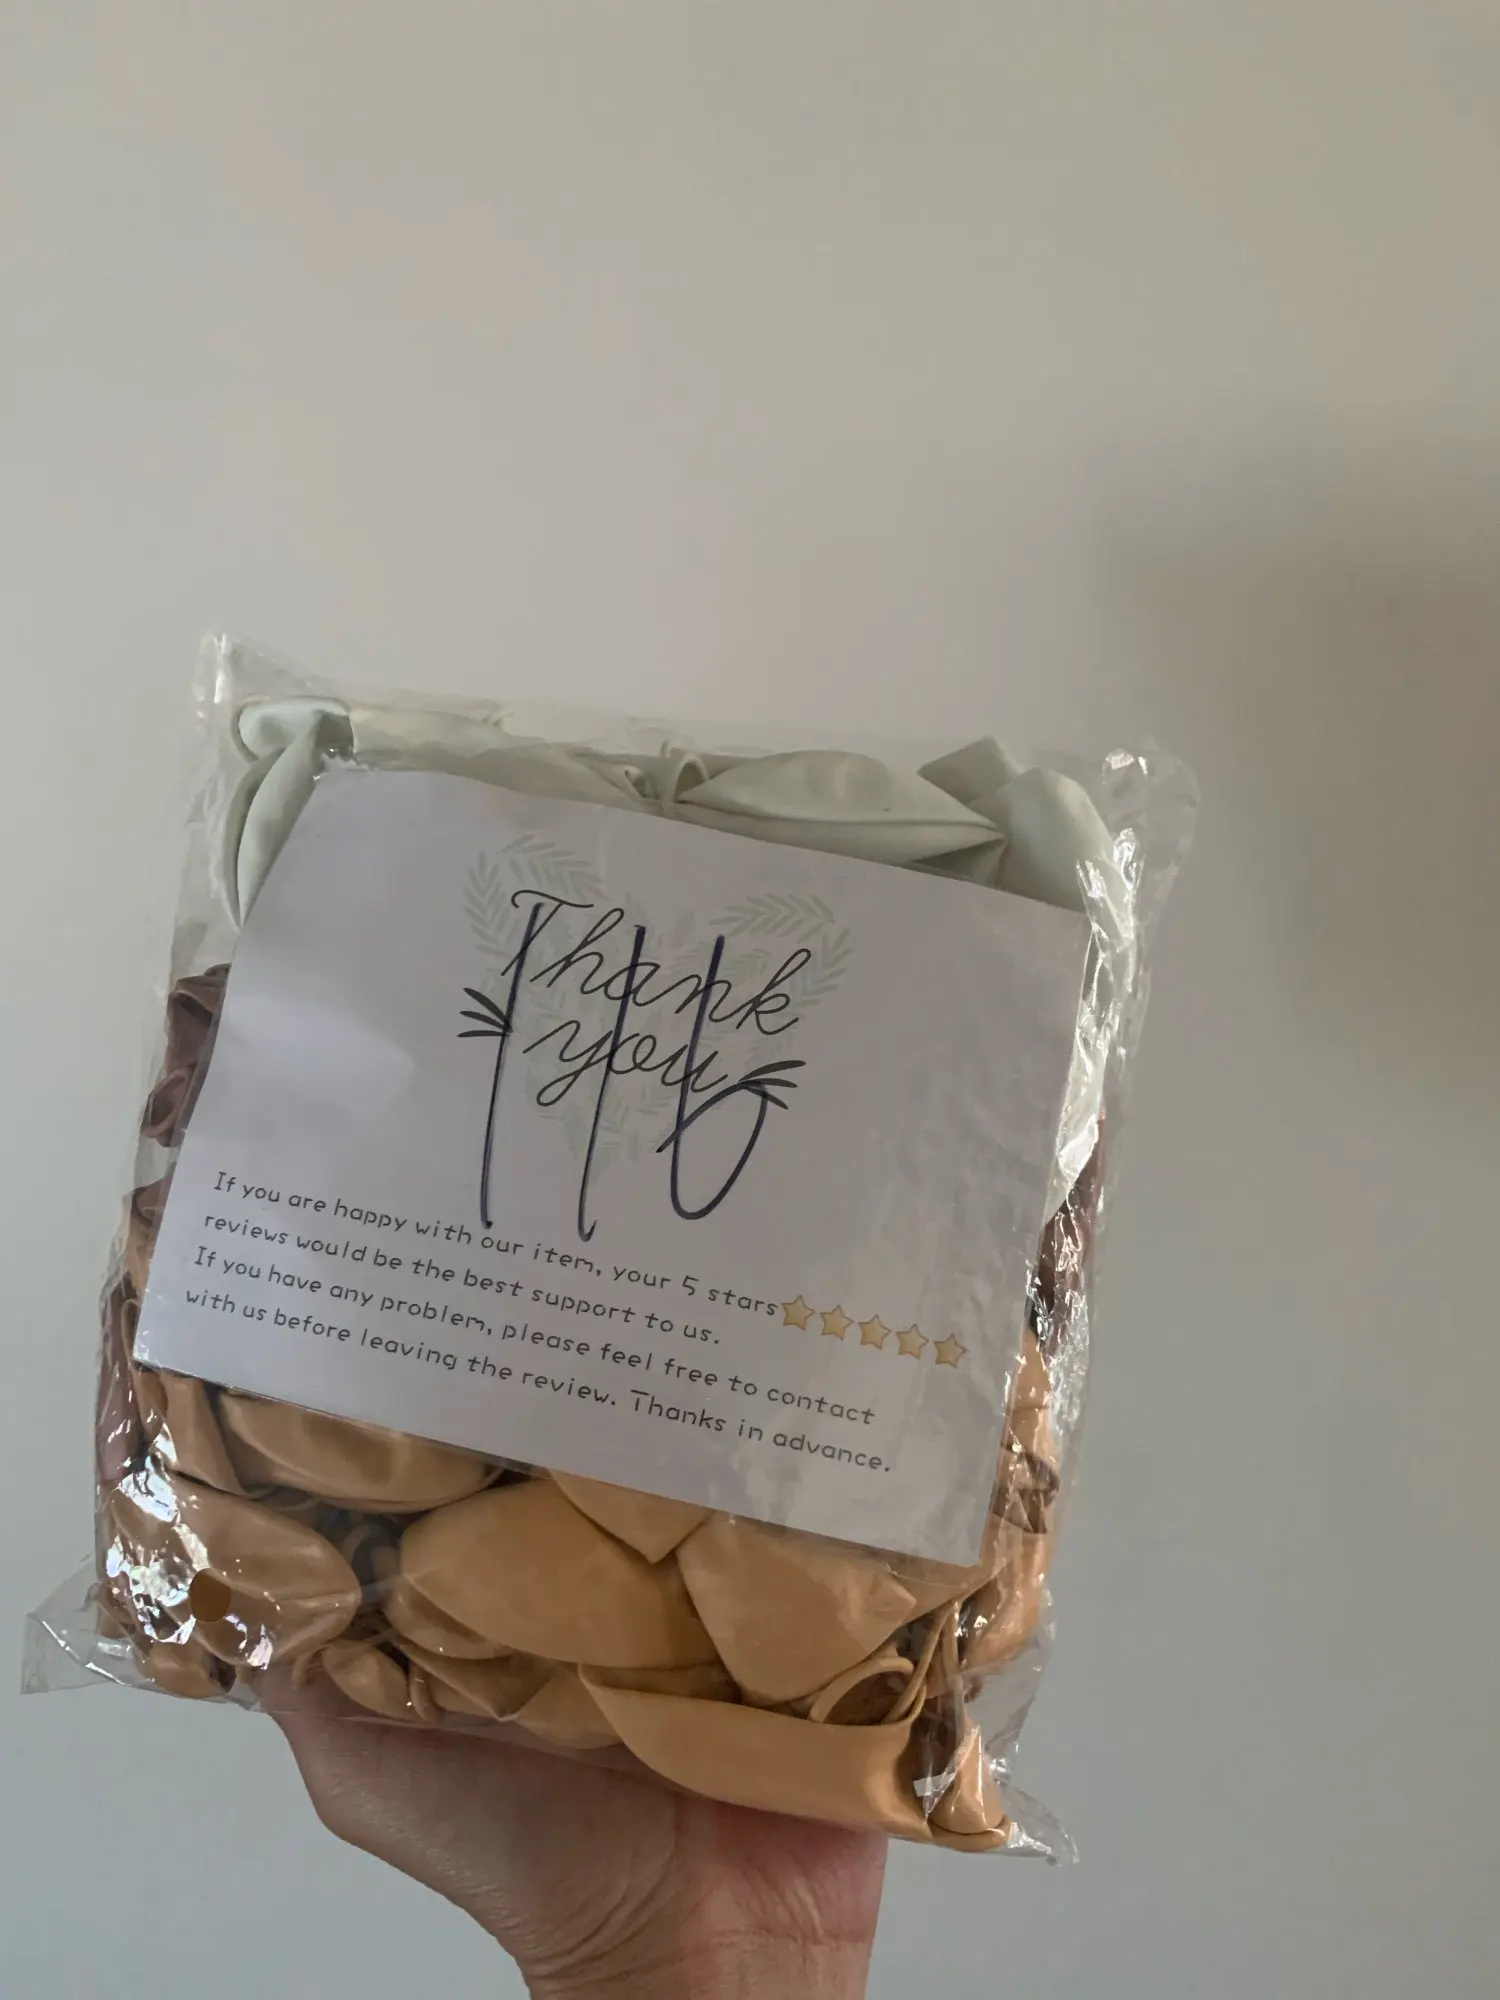 Thank
you
116
If you are happy with our item, your 5 stars⭐⭐⭐⭐⭐
reviews would be the best support to us.
If you have any problem, please feel free to contact
with us before leaving the review. Thanks in advance.